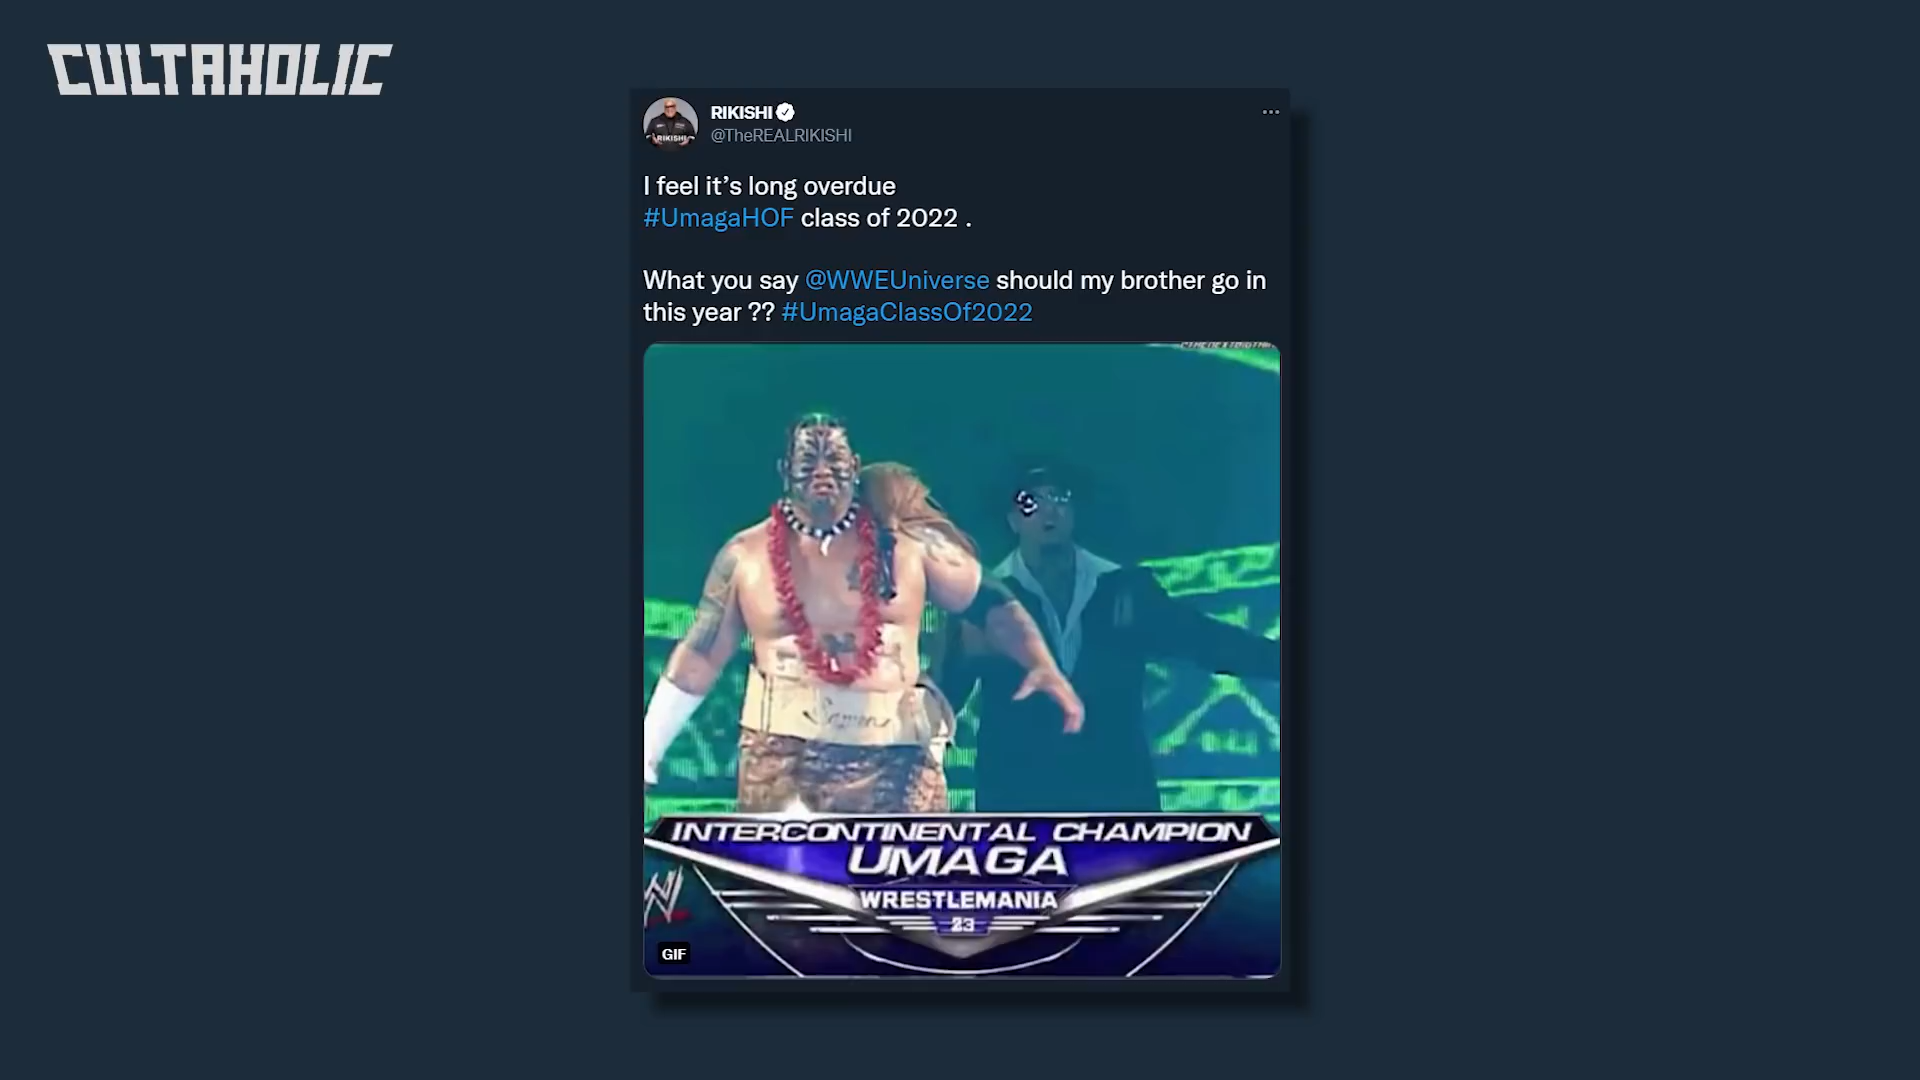 CULTAHOLIC
RIKISHI
@TheREALRIKISHI
I feel it’s long overdue
#UmagaHOF class of 2022 .
What you say @WWEUniverse should my brother go in
this year ?? #UmagaClassOf2022
INTERCONTINENTAL CHAMPION
UMAGA
WRESTLEMANIA
23
W
GIF